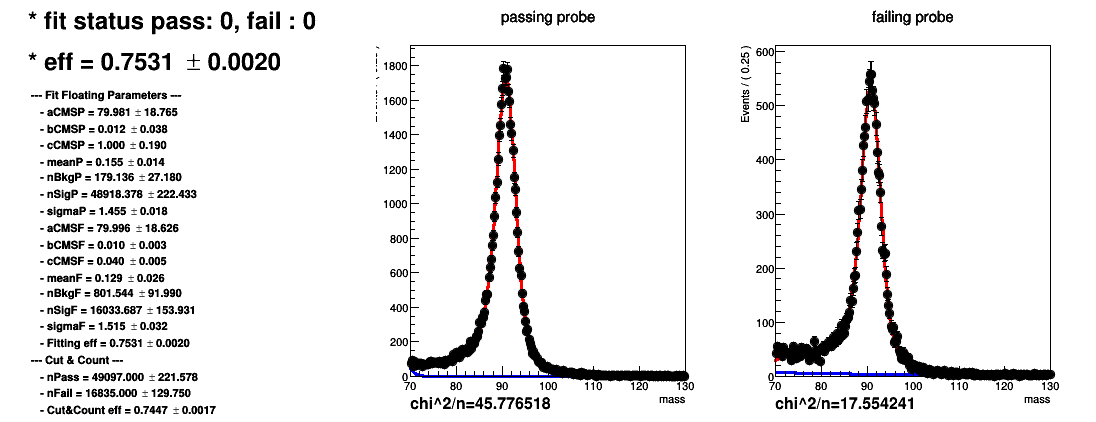 * fit status pass: 0, fail : 0
* eff = 0.7531 ± 0.0020
--- Fit Floating Parameters ---
- aCMSP = 79.981 ± 18.765
- bCMSP = 0.012 ± 0.038
- cCMSP = 1.000 ± 0.190
- meanP = 0.155 ± 0.014
- nBkgP = 179.136 ± 27.180
- nSigP = 48918.378 ± 222.433
- sigmaP = 1.455 ± 0.018
- aCMSF = 79.996 ± 18.626
- bCMSF = 0.010 ± 0.003
- cCMSF = 0.040 ± 0.005
- meanF = 0.129 ± 0.026
- nBkgF = 801.544 ± 91.990
- nSigF = 16033.687 ± 153.931
- sigmaF = 1.515 ± 0.032
- Fitting eff = 0.7531 ± 0.0020
--- Cut & Count ---
- nPass = 49097.000 ± 221.578
- nFail = 16835.000 ± 129.750
- Cut&Count eff = 0.7447 ± 0.0017
passing probe
1800
1600
1400
1200
1000
800
600
400
200
0
70 80 90 100 110 120 130
mass
chi^2/n=45.776518
failing probe
Events / ( 0.25 )
600
500
400
300
200
100
0
70 80 90 100 110 120 130
mass
chi^2/n=17.554241